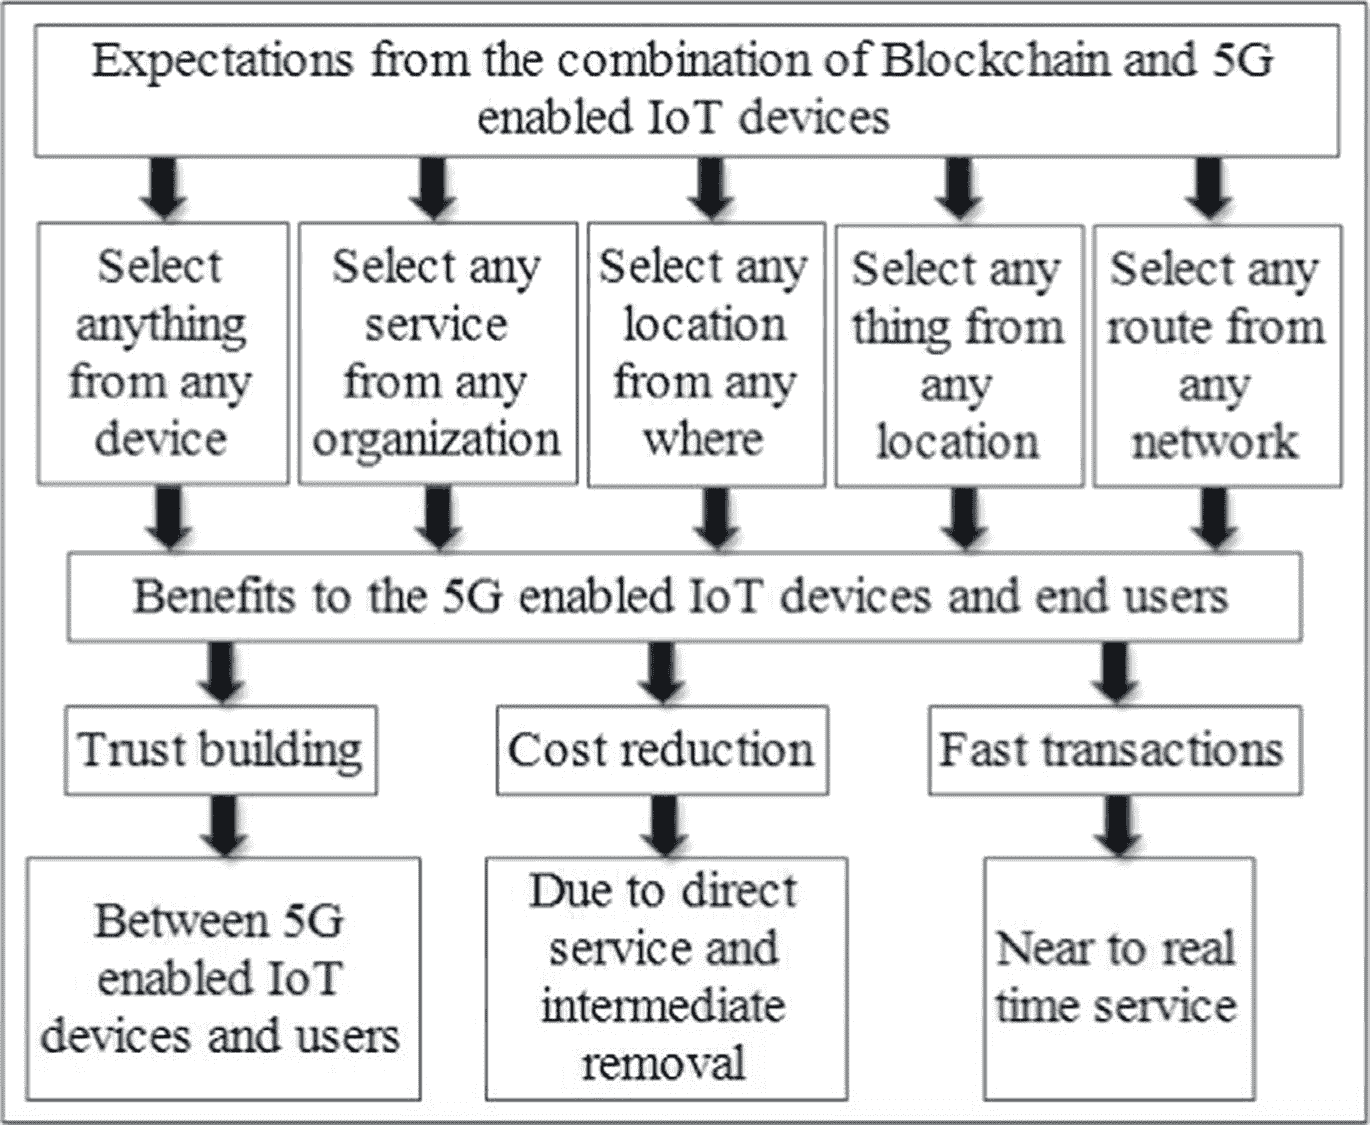 Expectations from the combination of Blockchain and 5G
enabled IoT devices
Select
anything
from any
device
Select any
service
from any
organization
Select any
location
from any
where
Select any
thing from
any
location
Select any
route from
any
network
Benefits to the 5G enabled IoT devices and end users
Trust building
Cost reduction
Fast transactions
Between 5G
enabled IoT
devices and users
Due to direct
service and
intermediate
removal
Near to real
time service